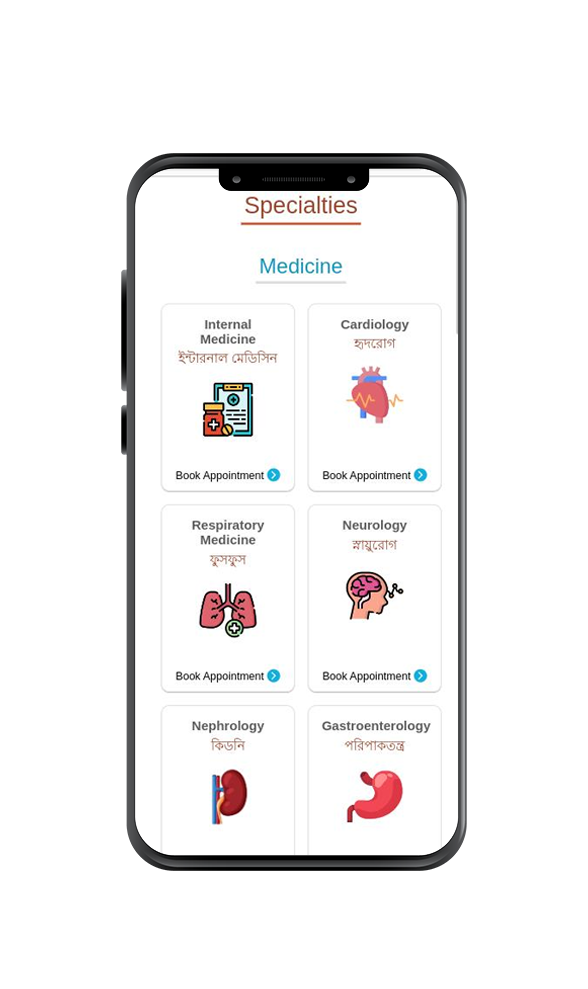 Specialties
Medicine
Internal
Medicine
ইন্টারনাল মেডিসিন
Book Appointment
Cardiology
হৃদরোগ
Book Appointment
Respiratory
Medicine
ফুসফুস
Book Appointment
Neurology
স্নায়ুরোগ
Book Appointment
Nephrology
কিডনি
Gastroenterology
পরিপাকতন্ত্র